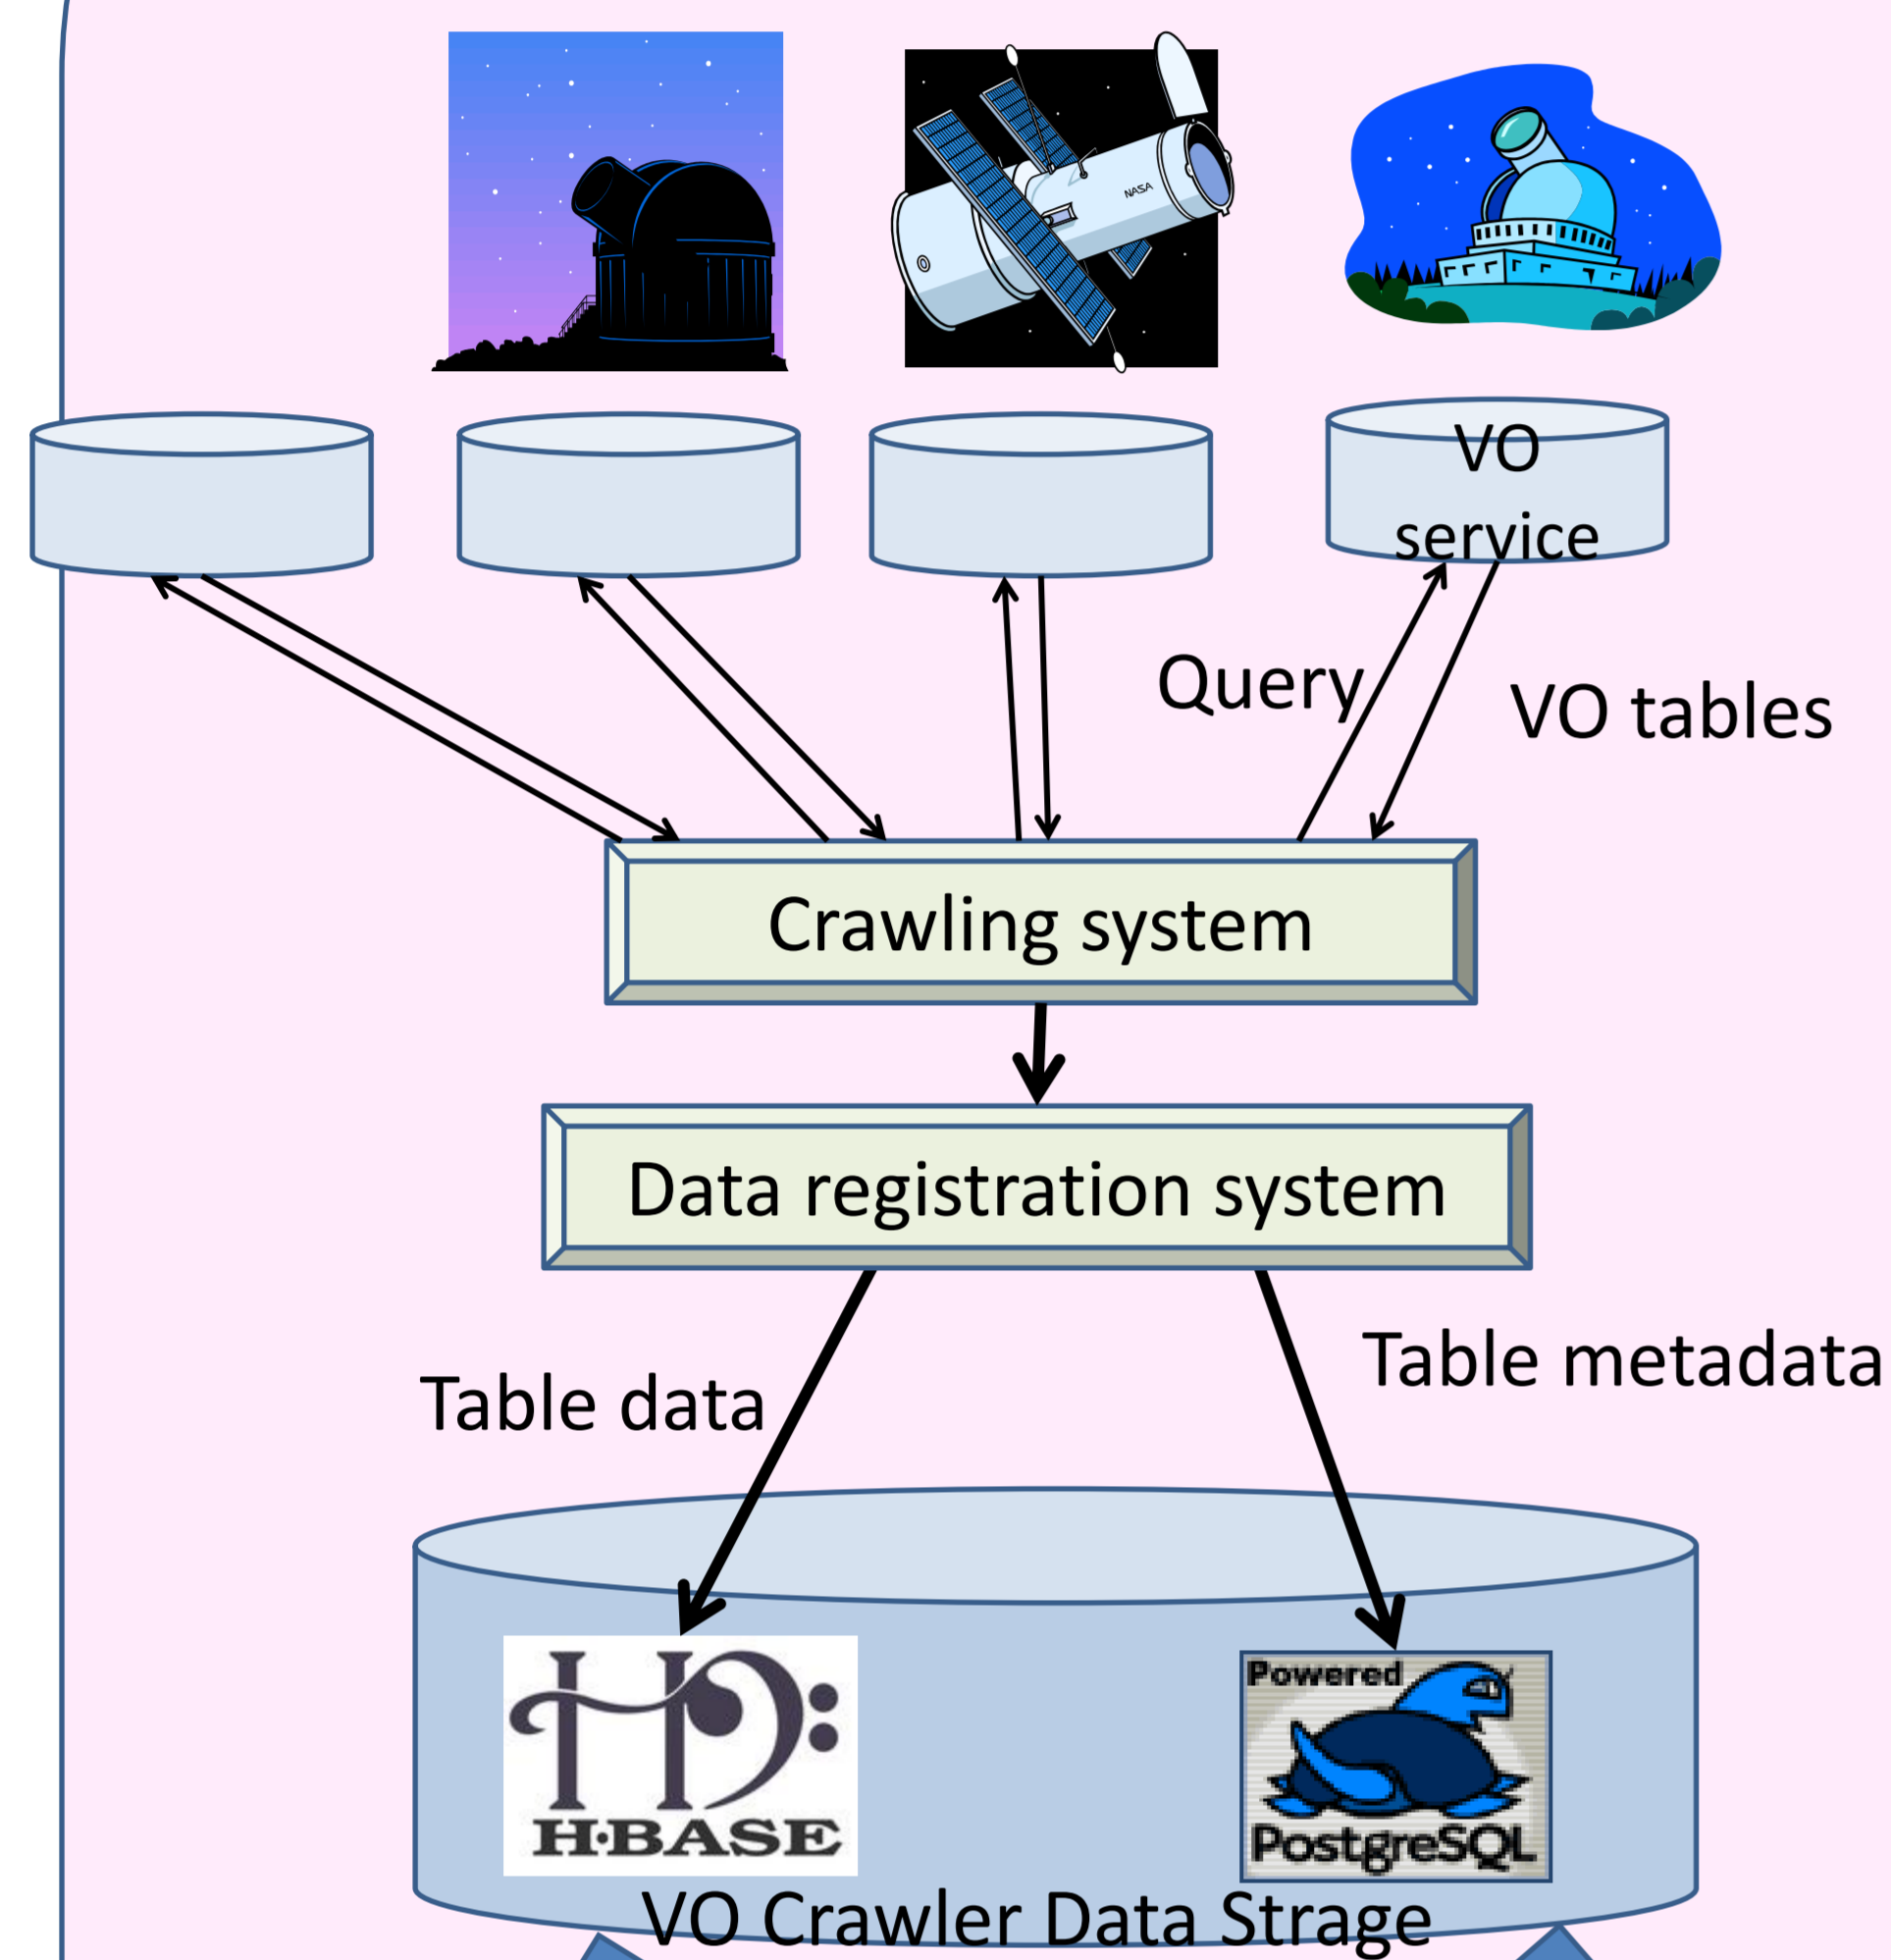 NASA
VO
service
Query
VO tables
Crawling system
Data registration system
Table metadata
Table data
Powered
H•BASE
PostgreSQL
VO Crawler Data Strage